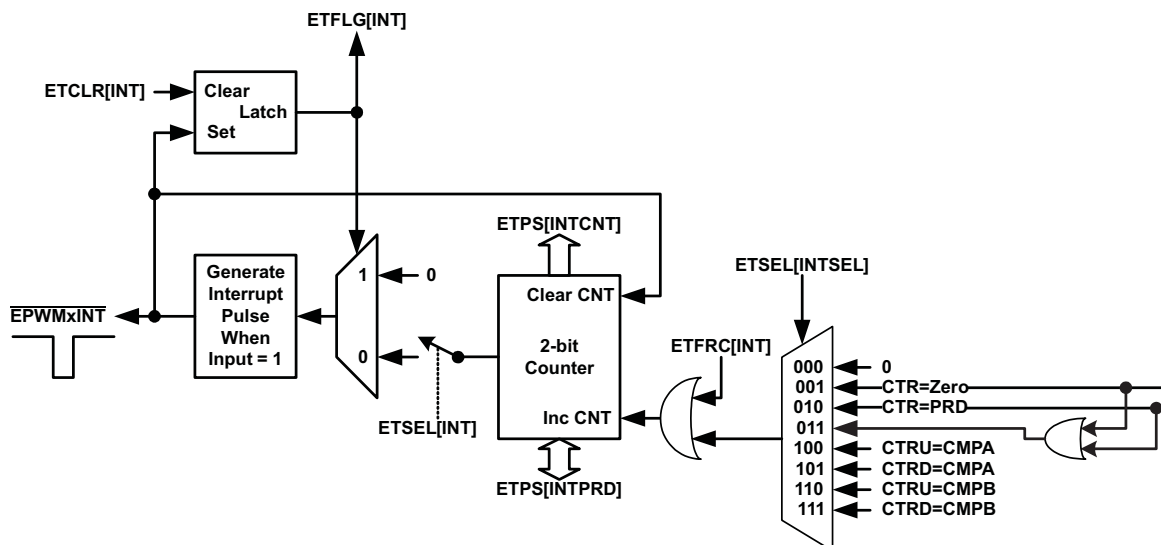 ETFLG[INT]
ETCLR[INT]
Clear
Latch
Set
ETPS[INTCNT]
ETSEL[INTSEL]
Generate
Interrupt
Pulse
When
Input = 1
EPWMxINT
1
0
0
Clear CNT
2-bit
Counter
Inc CNT
ETSEL[INT]
ETPS[INTPRD]
ETFRC[INT]
000
0
001
CTR=Zero
010
CTR=PRD
011
100
CTRU=CMPA
101
CTRD=CMPA
110
CTRU=CMPB
111
CTRD=CMPB